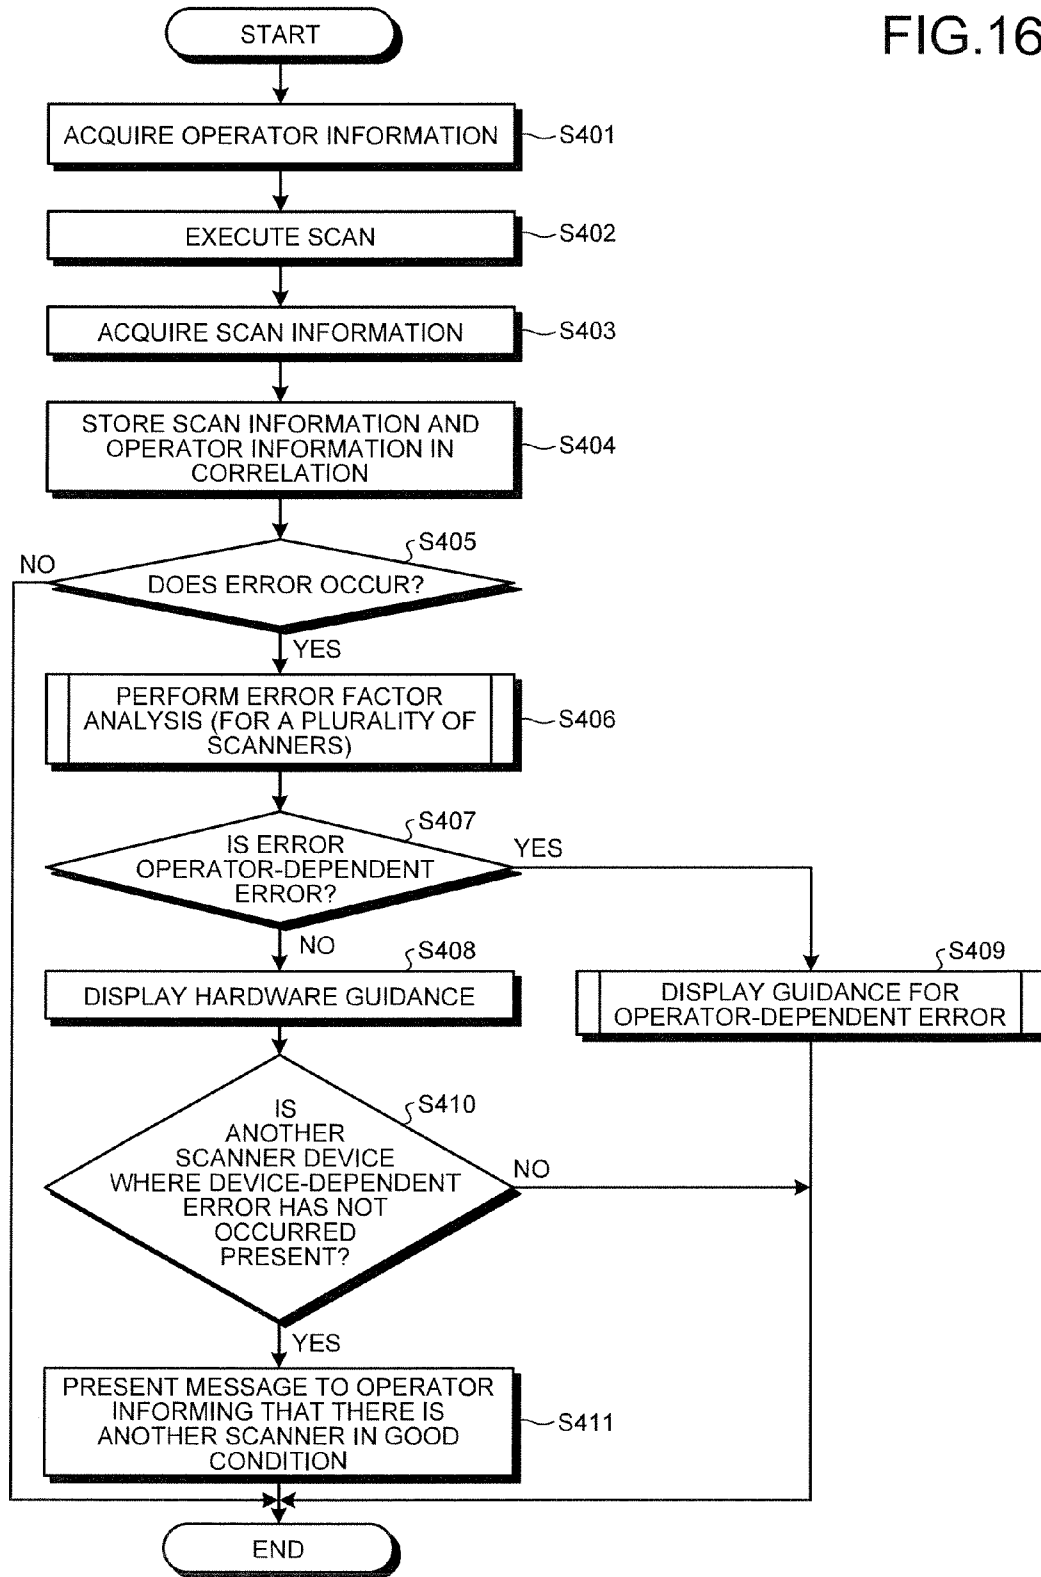 FIG.16
START
ACQUIRE OPERATOR INFORMATION
S401
EXECUTE SCAN
S402
ACQUIRE SCAN INFORMATION
S403
STORE SCAN INFORMATION AND
OPERATOR INFORMATION IN
CORRELATION
S404
S405
NO
DOES ERROR OCCUR?
YES
PERFORM ERROR FACTOR
ANALYSIS (FOR A PLURALITY OF
SCANNERS)
S406
S407
IS ERROR
OPERATOR-DEPENDENT
ERROR?
YES
NO
S408
DISPLAY HARDWARE GUIDANCE
S409
DISPLAY GUIDANCE FOR
OPERATOR-DEPENDENT ERROR
S410
IS
ANOTHER
SCANNER DEVICE
WHERE DEVICE-DEPENDENT
ERROR HAS NOT
OCCURRED
PRESENT?
NO
YES
PRESENT MESSAGE TO OPERATOR
INFORMING THAT THERE IS
ANOTHER SCANNER IN GOOD
CONDITION
S411
END